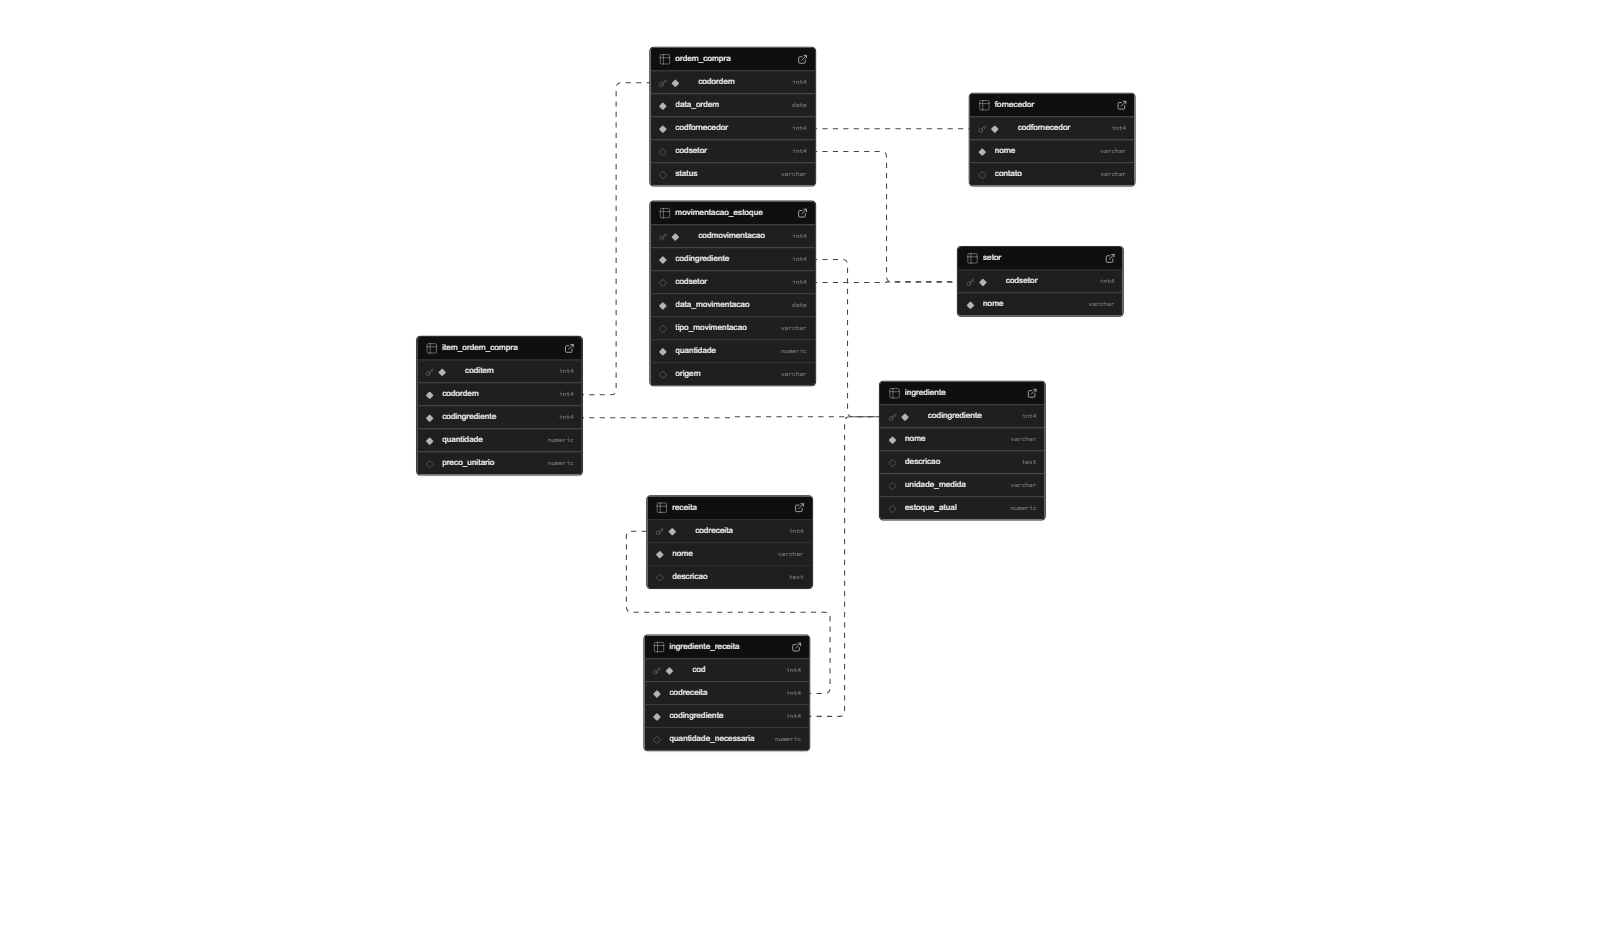 ordem_compra
codordem int4
data_ordem date
codfornecedor int4
codsetor int4
status varchar
fornecedor
codfornecedor int4
nome varchar
contato varchar
movimentacao_estoque
codmovimentacao int4
codingrediente int4
codsetor int4
data_movimentacao date
tipo_movimentacao varchar
quantidade numeric
origem varchar
setor
codsetor int4
nome varchar
item_ordem_compra
coditem int4
codordem int4
codingrediente int4
quantidade numeric
preco_unitario numeric
ingrediente
codingrediente int4
nome varchar
descricao text
unidade_medida varchar
estoque_atual numeric
receita
codreceita int4
nome varchar
descricao text
ingrediente_receita
cod int4
codreceita int4
codingrediente int4
quantidade_necessaria numeric